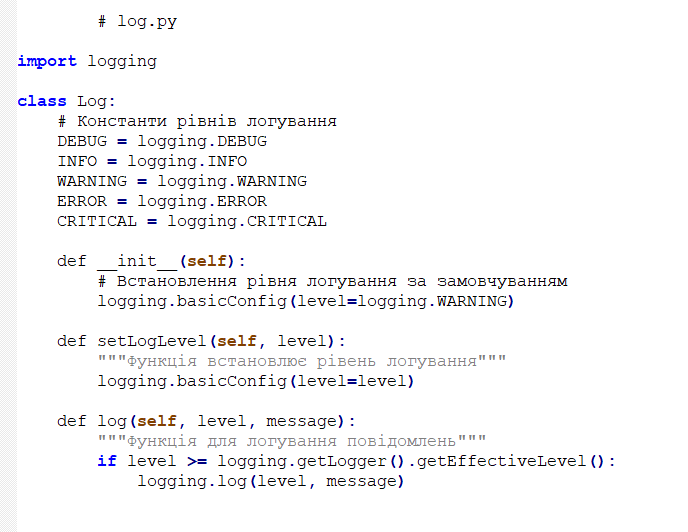 # log.py
import logging
class Log:
# Константи рівнів логування
DEBUG = logging.DEBUG
INFO = logging.INFO
WARNING = logging.WARNING
ERROR = logging.ERROR
CRITICAL = logging.CRITICAL
def __init__(self):
# Встановлення рівня логування за замовчуванням
logging.basicConfig(level=logging.WARNING)
def setLogLevel(self, level):
"""Функція встановлює рівень логування"""
logging.basicConfig(level=level)
def log(self, level, message):
"""Функція для логування повідомлень"""
if level >= logging.getLogger().getEffectiveLevel():
logging.log(level, message)